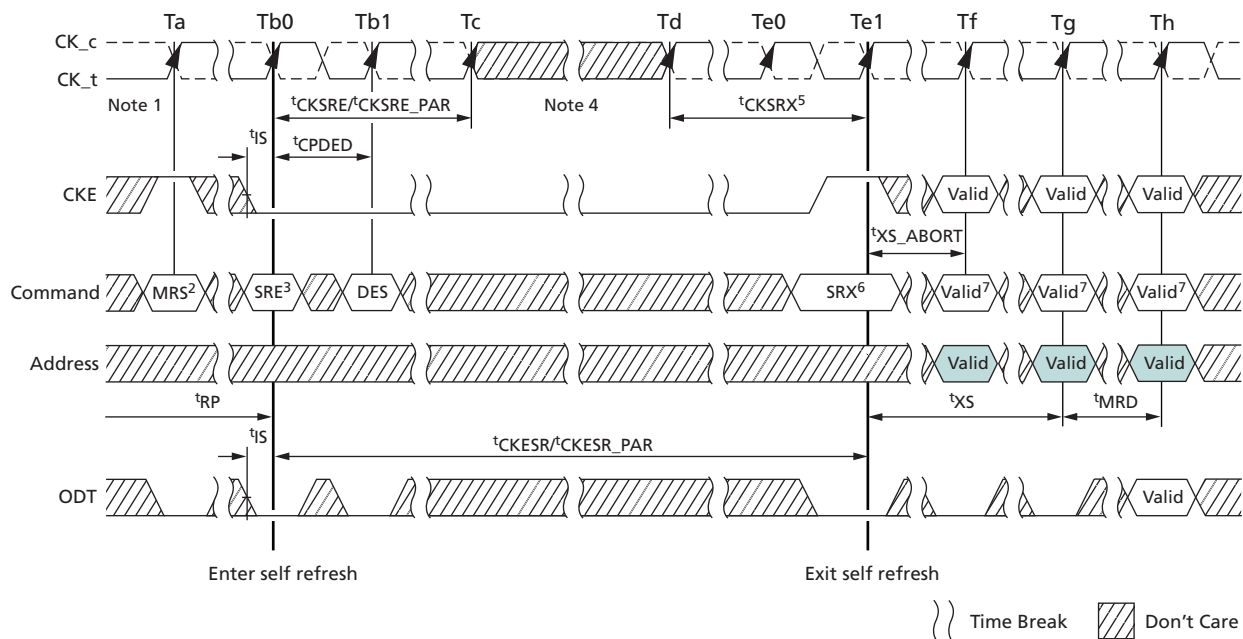 Ta Tb0 Tb1 Tc Td Te0 Te1 Tf Tg Th
CK_c
CK_t
Note 1 tCKSRE/tCKSRE_PAR Note 4 tCKSRX5
tIS tCPDED
CKE Valid Valid Valid
tXS_ABORT
Command MRS2 SRE3 DES SRX6 Valid7 Valid7 Valid7
Address Valid Valid Valid
tRP tXS tMRD
tIS tCKESR/tCKESR_PAR
ODT Valid
Enter self refresh Exit self refresh
Time Break Don't Care